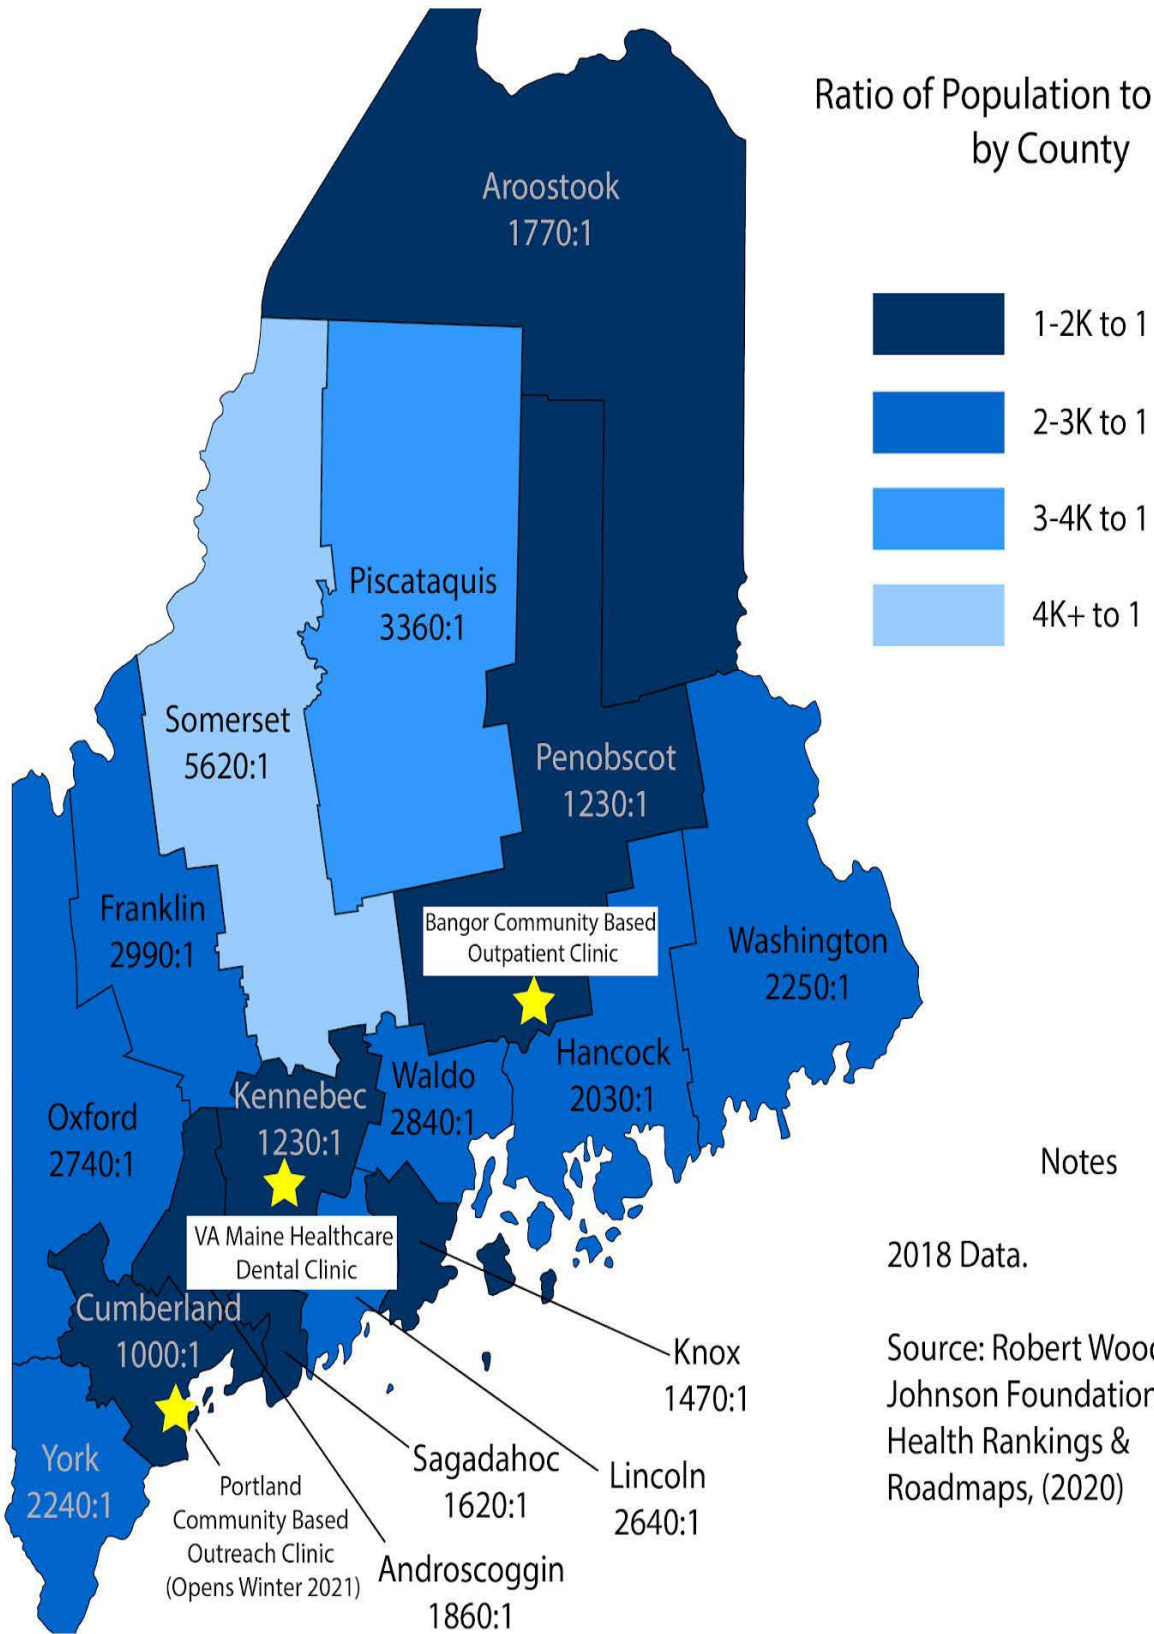 Ratio of Population to
by County
1-2K to 1
2-3K to 1
3-4K to 1
4K+ to 1
Aroostook
1770:1
Piscataquis
3360:1
Somerset
5620:1
Penobscot
1230:1
Franklin
2990:1
Bangor Community Based
Outpatient Clinic
Washington
2250:1
Hancock
2030:1
Waldo
2840:1
Kennebec
1230:1
Oxford
2740:1
VA Maine Healthcare
Dental Clinic
Cumberland
1000:1
Knox
1470:1
York
2240:1
Portland
Community Based
Outreach Clinic
(Opens Winter 2021)
Sagadahoc
1620:1
Lincoln
2640:1
Androscoggin
1860:1
Notes
2018 Data.
Source: Robert Wood
Johnson Foundation
Health Rankings &
Roadmaps, (2020)